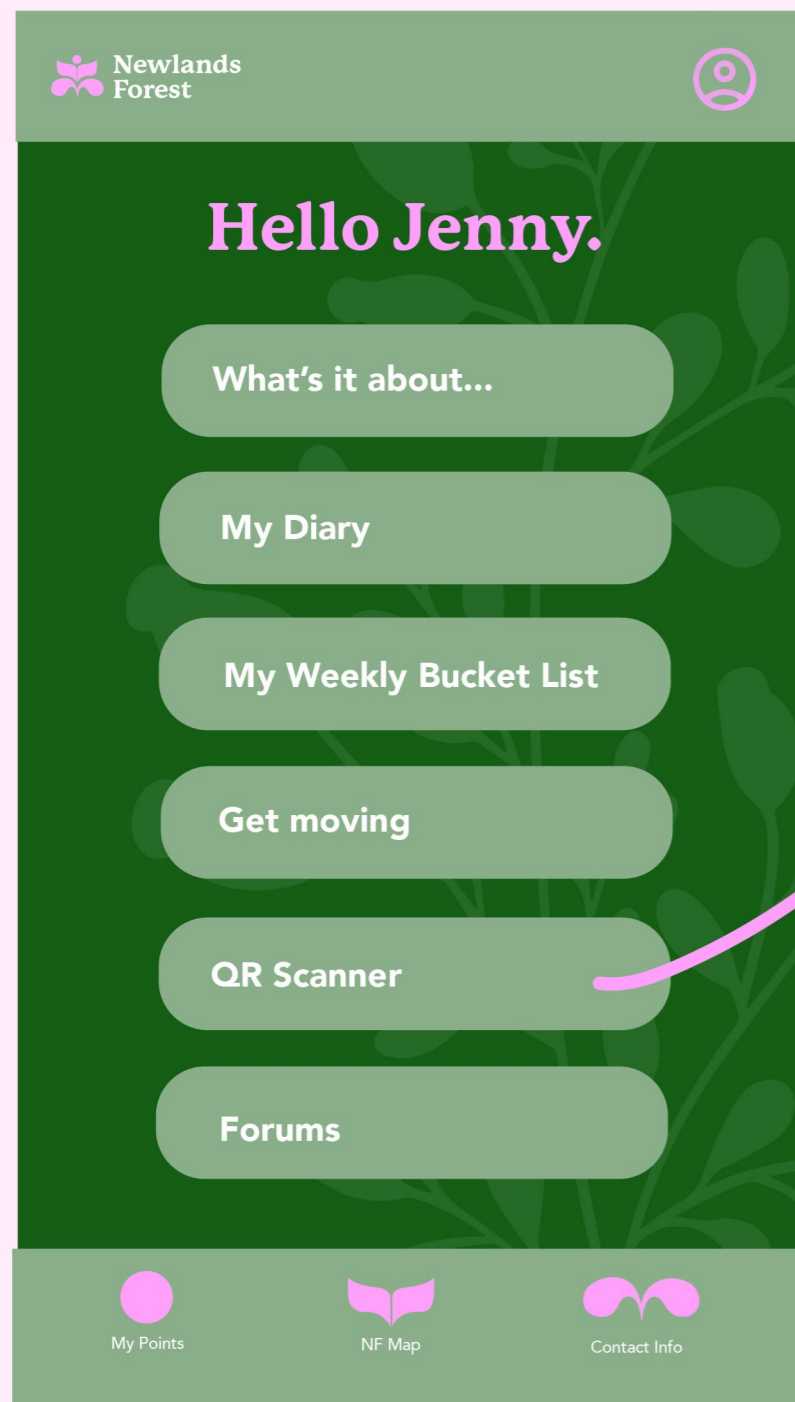 Newlands
Forest
Hello Jenny.
What's it about...
My Diary
My Weekly Bucket List
Get moving
QR Scanner
Forums
My Points
NF Map
Contact Info